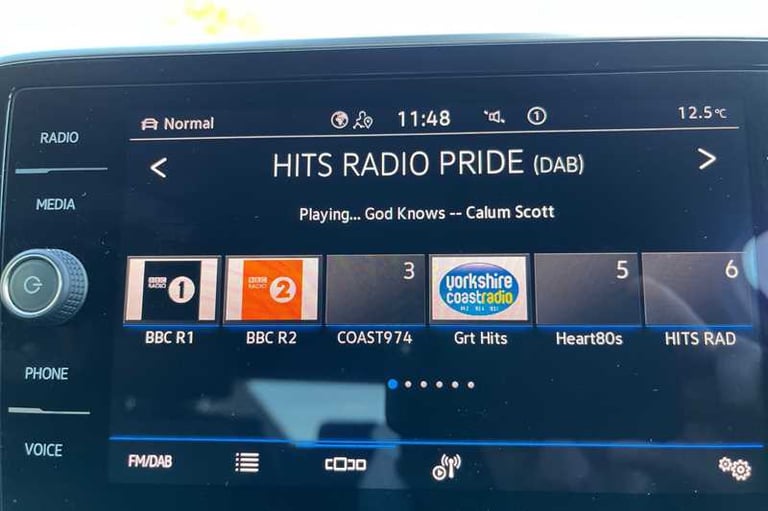 RADIO
MEDIA
PHONE
VOICE
Normal
11:48
1
12.5°C
< HITS RADIO PRIDE (DAB) >
Playing... God Knows -- Calum Scott
BBC
RADIO
1
BBC
RADIO
2
3
yorkshire
coastradio
5
6
BBC R1
BBC R2
COAST974
Grt Hits
Heart80s
HITS RAD
FM/DAB